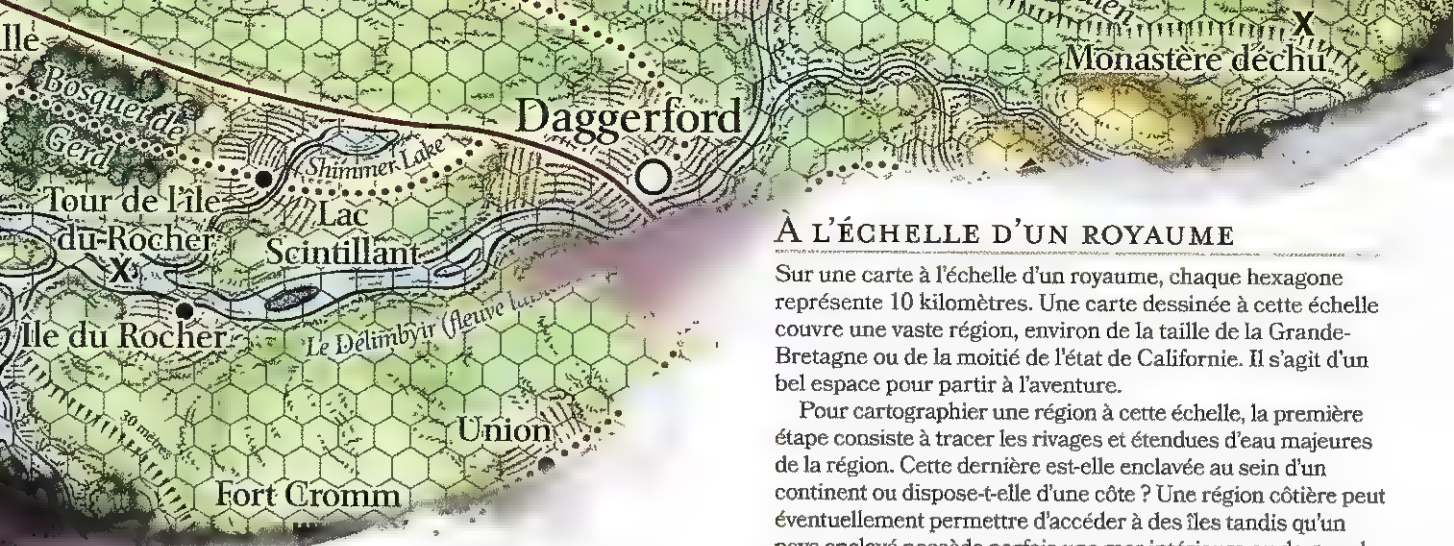 llé
Bosquet de
Gerd
Daggerford
Monastère déchu
Shimmer Lake
Tour de l'île
du-Rocher
Lac
Scintillant
Ile du Rocher
Le Délimbyir (fleuve
30 mètres
Union
Fort Cromm
À L'ÉCHELLE D'UN ROYAUME
Sur une carte à l'échelle d'un royaume, chaque hexagone
représente 10 kilomètres. Une carte dessinée à cette échelle
couvre une vaste région, environ de la taille de la Grande-
Bretagne ou de la moitié de l'état de Californie. Il s'agit d'un
bel espace pour partir à l'aventure.
Pour cartographier une région à cette échelle, la première
étape consiste à tracer les rivages et étendues d'eau majeures
de la région. Cette dernière est-elle enclavée au sein d'un
continent ou dispose-t-elle d'une côte ? Une région côtière peut
éventuellement permettre d'accéder à des îles tandis qu'un